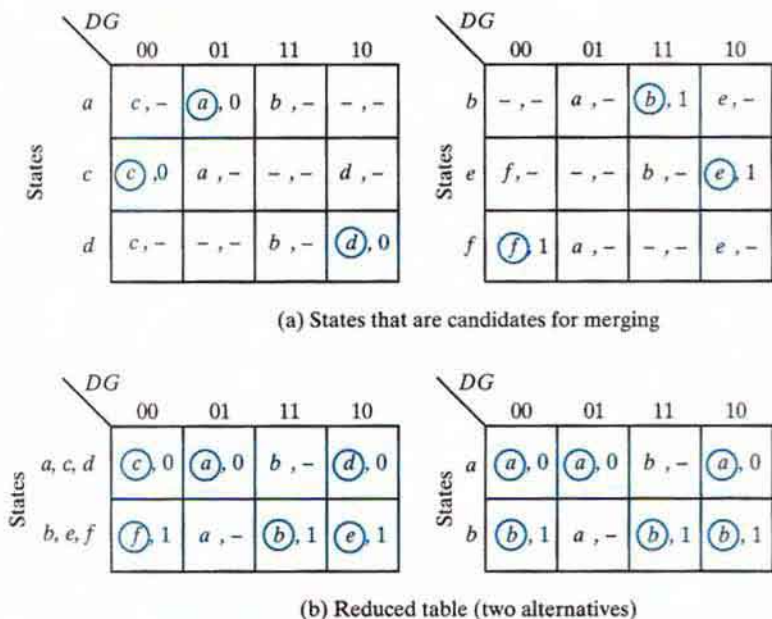 DG DG
00 01 11 10 00 01 11 10
a c , – a , 0 b , – – , – b – , – a , – b , 1 e , –
States c c ,0 a , – – , – d , – States e f , – – , – b , – e , 1
d c , – – , – b , – d , 0 f f , 1 a , – – , – e , –
(a) States that are candidates for merging
DG DG
00 01 11 10 00 01 11 10
States a, c, d c , 0 a , 0 b , – d , 0 States a a , 0 a , 0 b , – a , 0
b, e, f f , 1 a , – b , 1 e , 1 b b , 1 a , – b , 1 b , 1
(b) Reduced table (two alternatives)